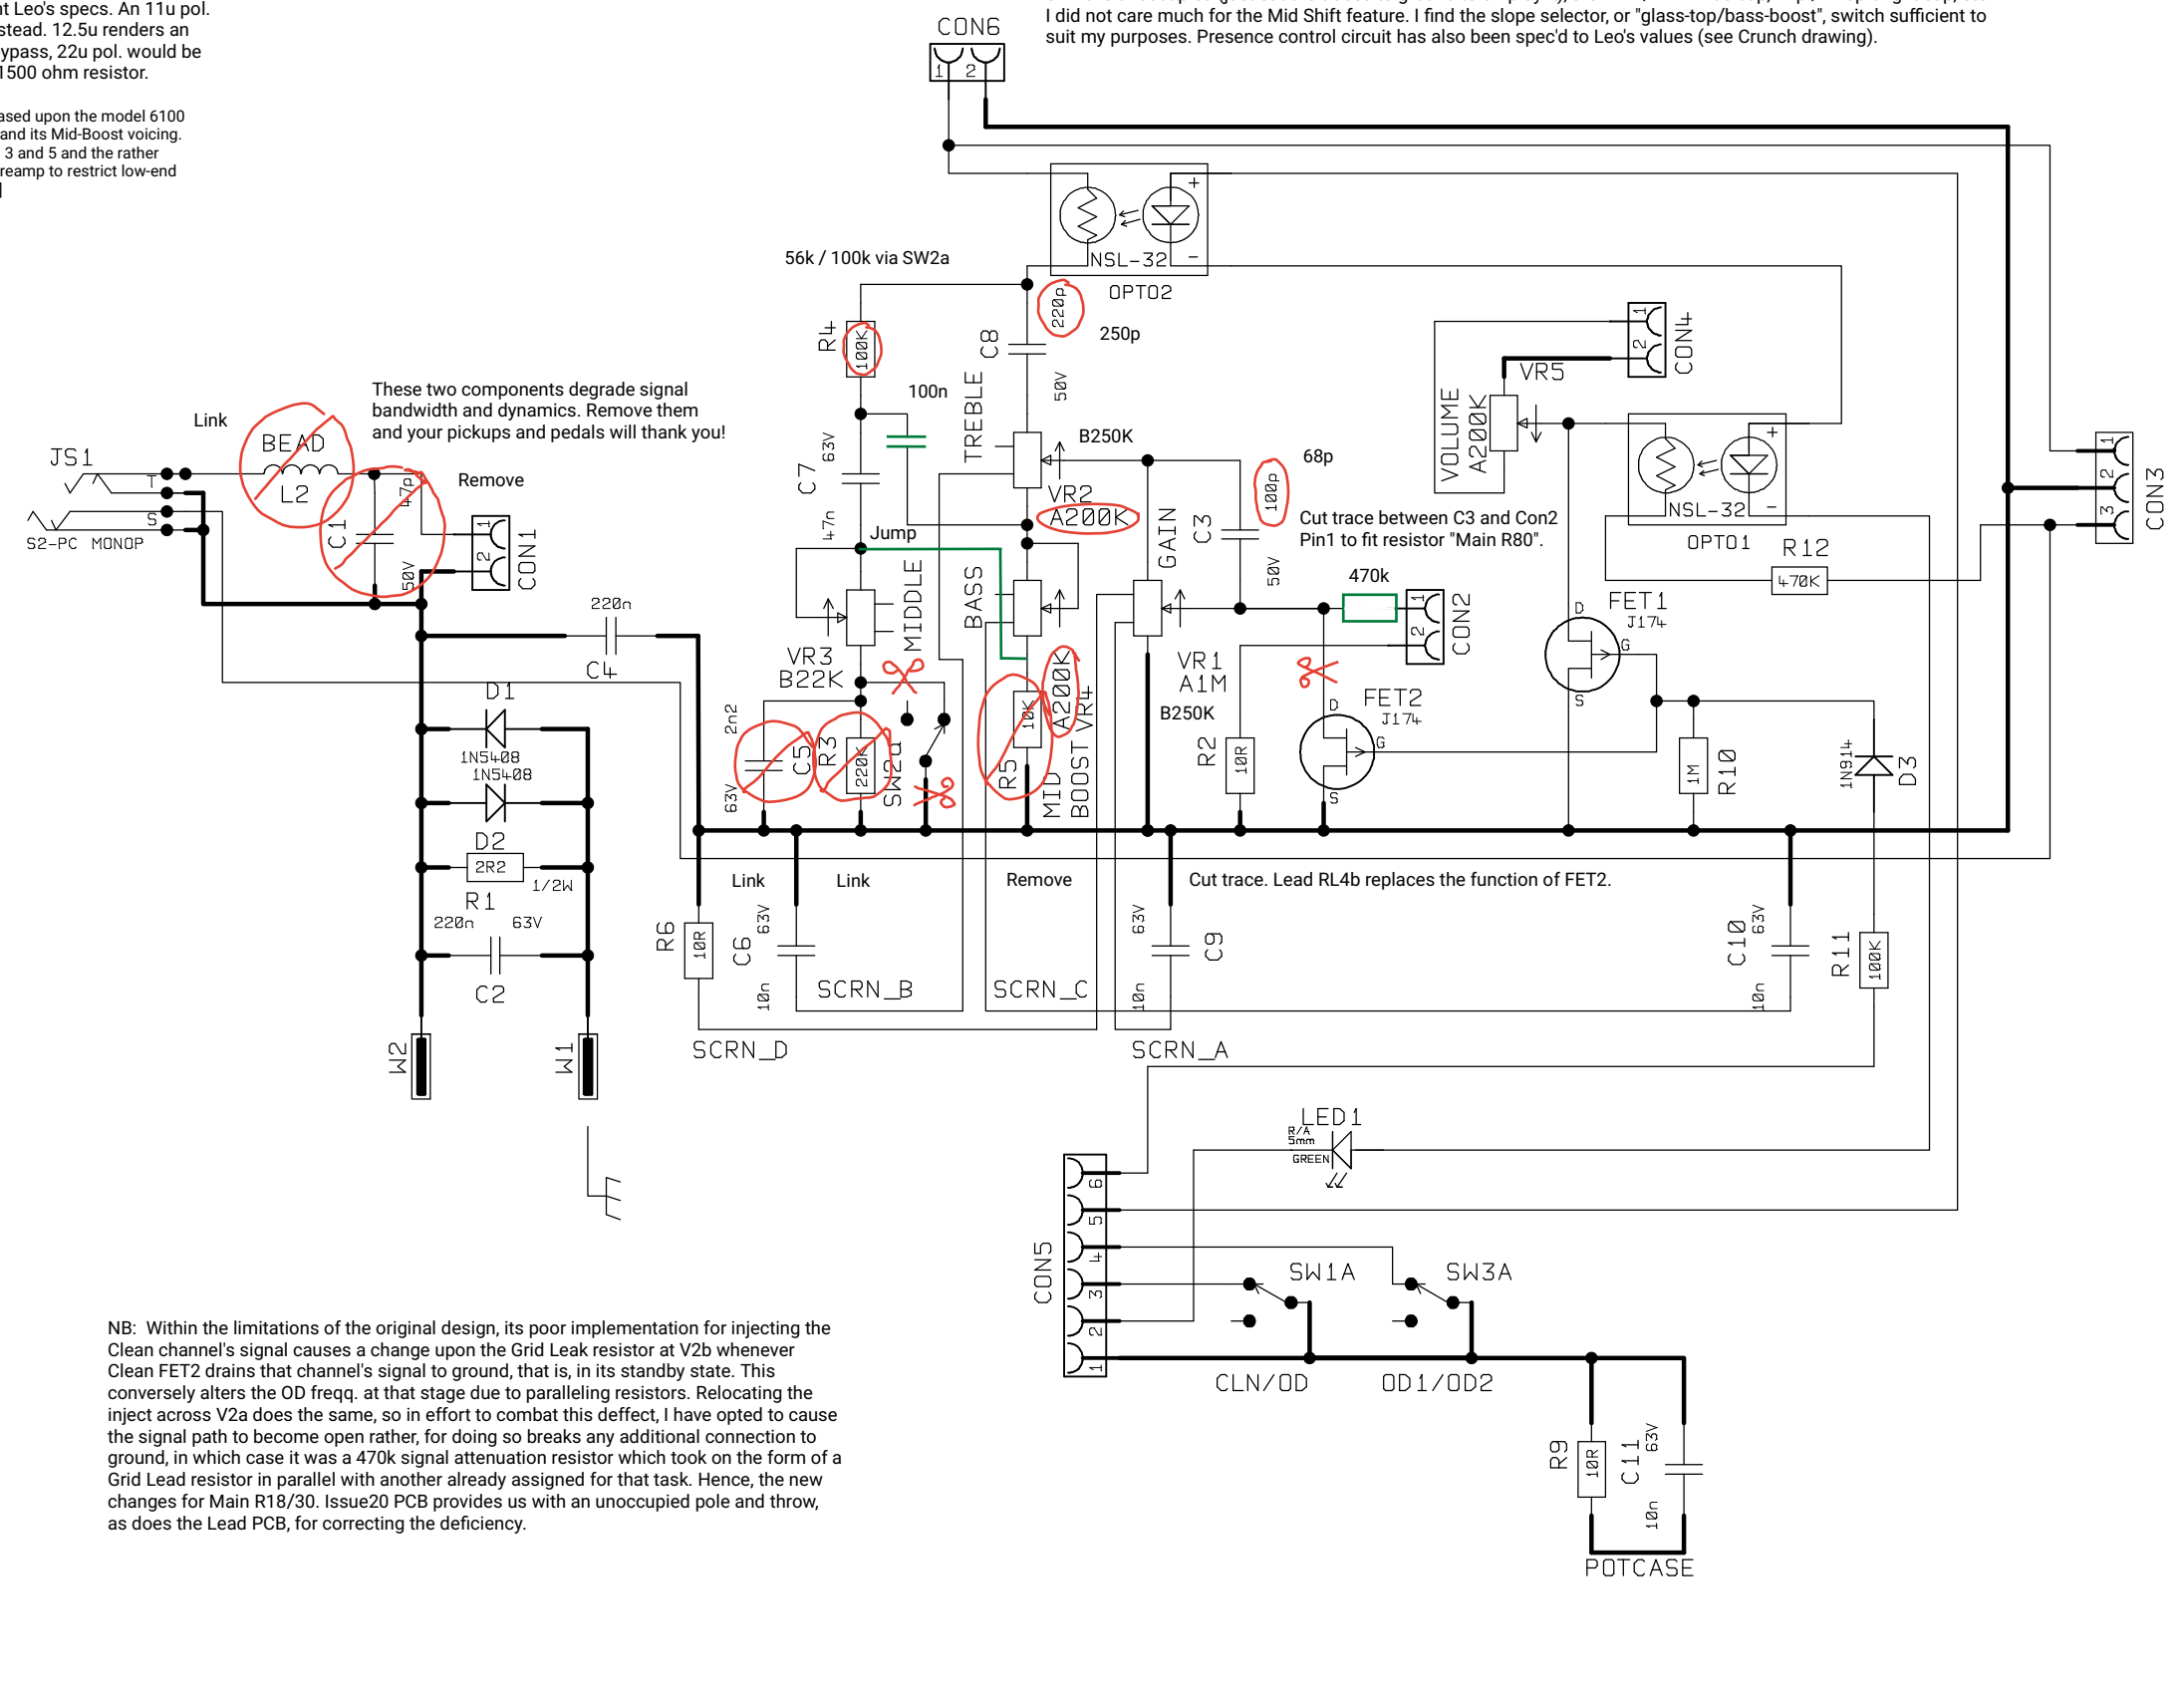 nt Leo's specs. An 11u pol.
stead. 12.5u renders an
ypass, 22u pol. would be
1500 ohm resistor.
ased upon the model 6100
and its Mid-Boost voicing.
3 and 5 and the rather
reamp to restrict low-end
]
I did not care much for the Mid Shift feature. I find the slope selector, or "glass-top/bass-boost", switch sufficient to
suit my purposes. Presence control circuit has also been spec'd to Leo's values (see Crunch drawing).
CON6
1 2
NSL-32
+
−
OPTO2
56k / 100k via SW2a
R4
100K
C8
220p
250p
50V
100n
C7
63V
47n
TREBLE
B250K
VR2
A200K
Jump
These two components degrade signal
bandwidth and dynamics. Remove them
and your pickups and pedals will thank you!
Link
BEAD
L2
JS1
T
S
S2-PC MONOP
C1
47p
50V
Remove
CON1
1
2
220n
C4
MIDDLE
VR3
B22K
BASS
A200K
VR4
GAIN
VR1
A1M
B250K
C3
100p
68p
50V
Cut trace between C3 and Con2
Pin1 to fit resistor "Main R80".
470k
CON2
1
2
VOLUME
A200K
VR5
CON4
1
2
NSL-32
+
-
OPTO1
R12
470K
CON3
1
2
3
FET1
J174
D
G
S
FET2
J174
D
G
S
R2
10R
R10
1M
1N914
D3
2n2
C5
63V
R3
220K
SW2a
R5
10K
MID
BOOST
D1
1N5408
1N5408
D2
2R2
1/2W
R1
220n
63V
C2
W2
W1
Link
Link
Remove
Cut trace. Lead RL4b replaces the function of FET2.
R6
10R
C6
63V
10n
SCRN_B
SCRN_C
SCRN_D
SCRN_A
63V
C9
10n
C10
63V
10n
R11
100K
LED1
R/A
5mm
GREEN
CON5
6
5
4
3
2
1
SW1A
SW3A
CLN/OD
OD1/OD2
R9
10R
C11
63V
10n
POTCASE
NB: Within the limitations of the original design, its poor implementation for injecting the
Clean channel's signal causes a change upon the Grid Leak resistor at V2b whenever
Clean FET2 drains that channel's signal to ground, that is, in its standby state. This
conversely alters the OD freqq. at that stage due to paralleling resistors. Relocating the
inject across V2a does the same, so in effort to combat this deffect, I have opted to cause
the signal path to become open rather, for doing so breaks any additional connection to
ground, in which case it was a 470k signal attenuation resistor which took on the form of a
Grid Lead resistor in parallel with another already assigned for that task. Hence, the new
changes for Main R18/30. Issue20 PCB provides us with an unoccupied pole and throw,
as does the Lead PCB, for correcting the deficiency.